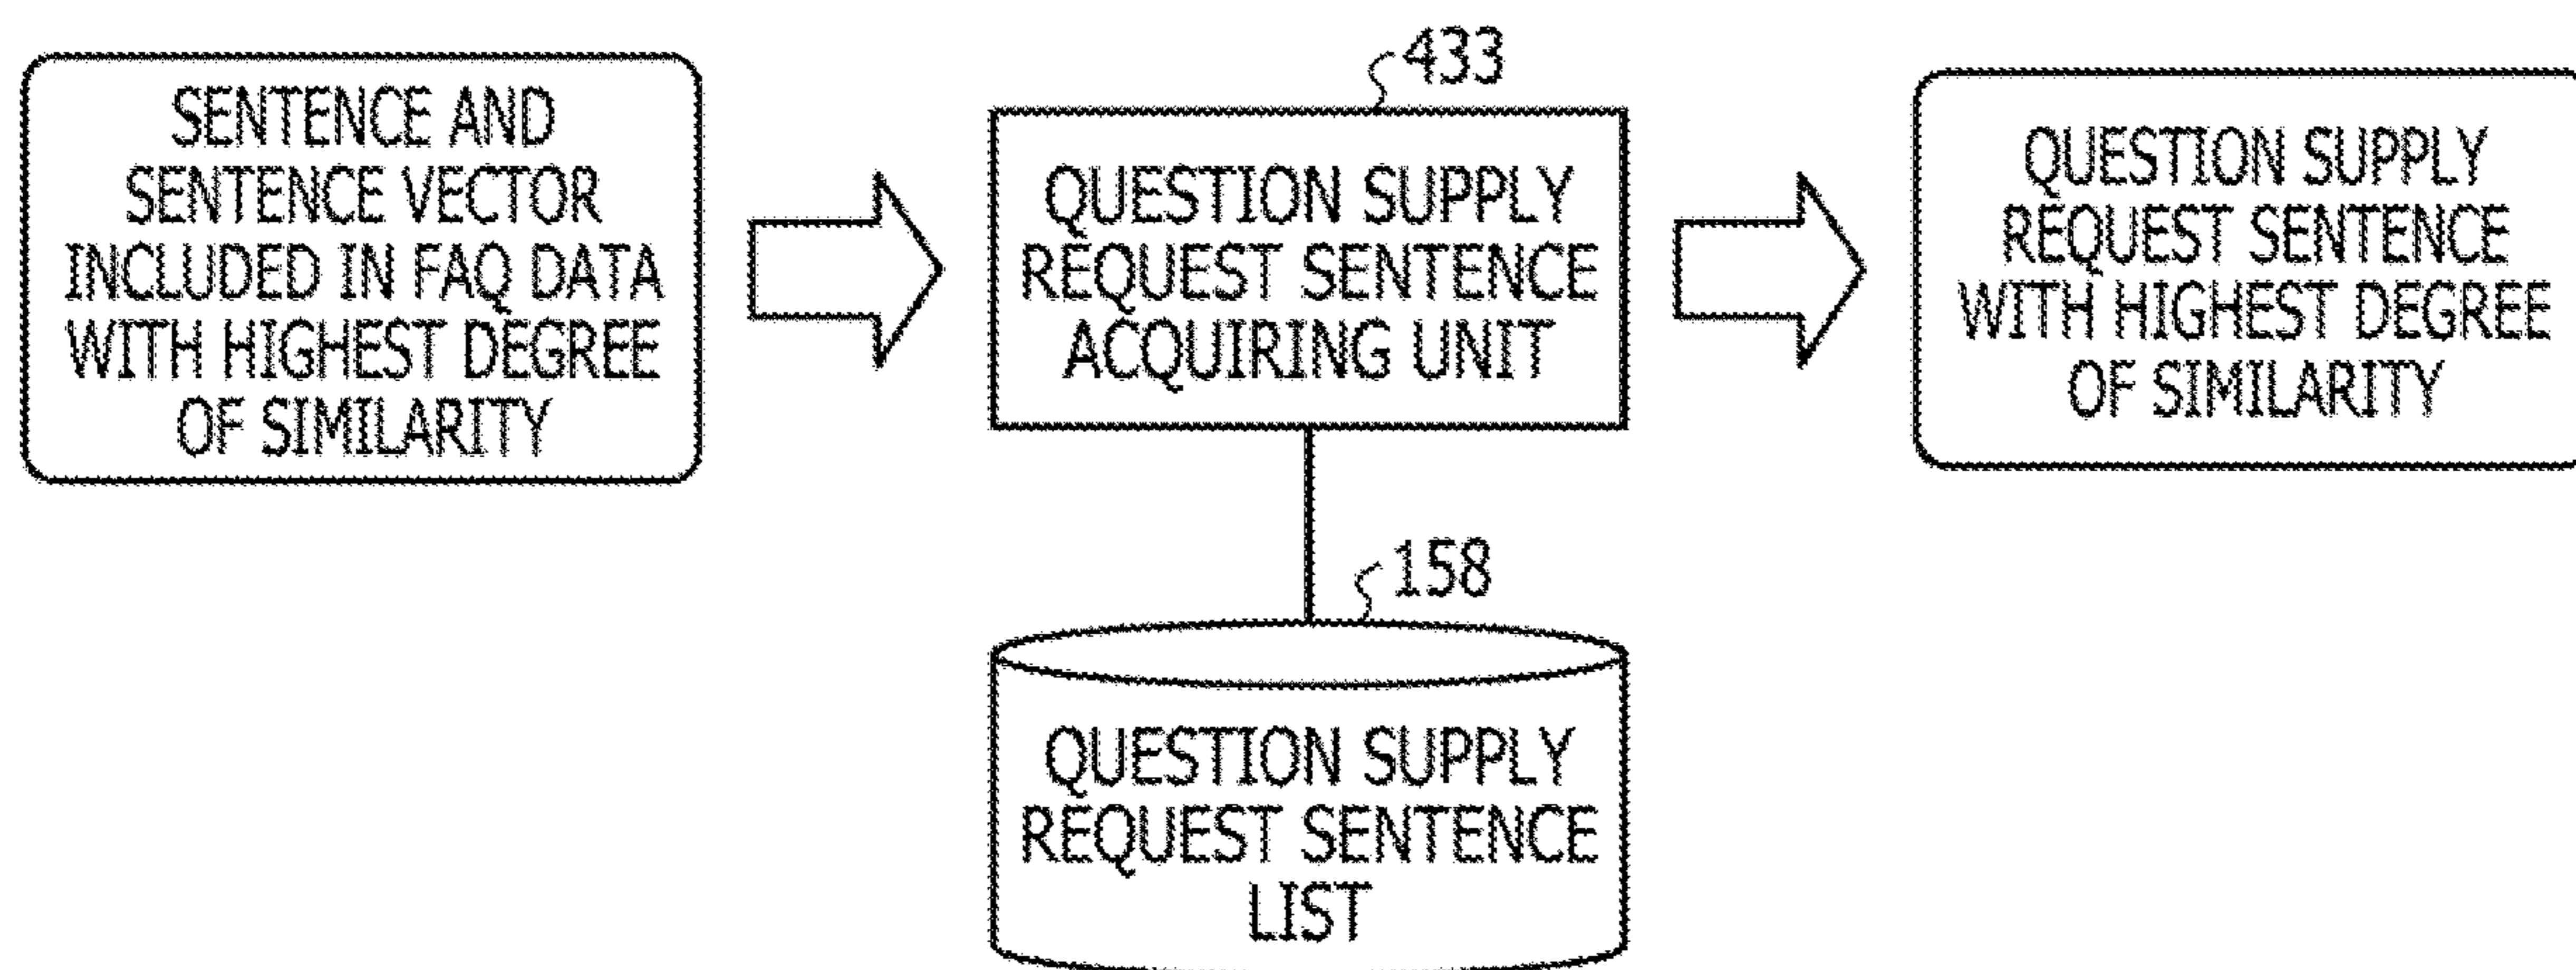 SENTENCE AND
SENTENCE VECTOR
INCLUDED IN FAQ DATA
WITH HIGHEST DEGREE
OF SIMILARITY
433
QUESTION SUPPLY
REQUEST SENTENCE
ACQUIRING UNIT
QUESTION SUPPLY
REQUEST SENTENCE
WITH HIGHEST DEGREE
OF SIMILARITY
158
QUESTION SUPPLY
REQUEST SENTENCE
LIST